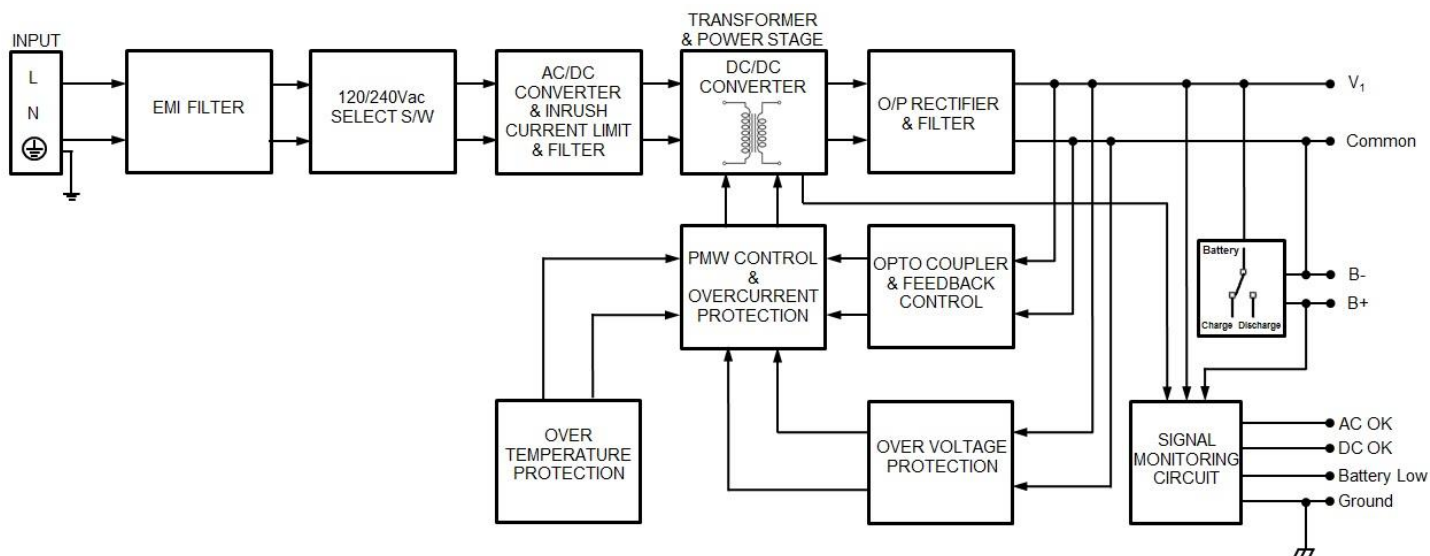 INPUT
L
N
EMI FILTER
120/240Vac
SELECT S/W
AC/DC
CONVERTER
& INRUSH
CURRENT LIMIT
& FILTER
TRANSFORMER
& POWER STAGE
DC/DC
CONVERTER
O/P RECTIFIER
& FILTER
V1
Common
PMW CONTROL
&
OVERCURRENT
PROTECTION
OPTO COUPLER
& FEEDBACK
CONTROL
Battery
Charge Discharge
B-
B+
OVER
TEMPERATURE
PROTECTION
OVER VOLTAGE
PROTECTION
SIGNAL
MONITORING
CIRCUIT
AC OK
DC OK
Battery Low
Ground